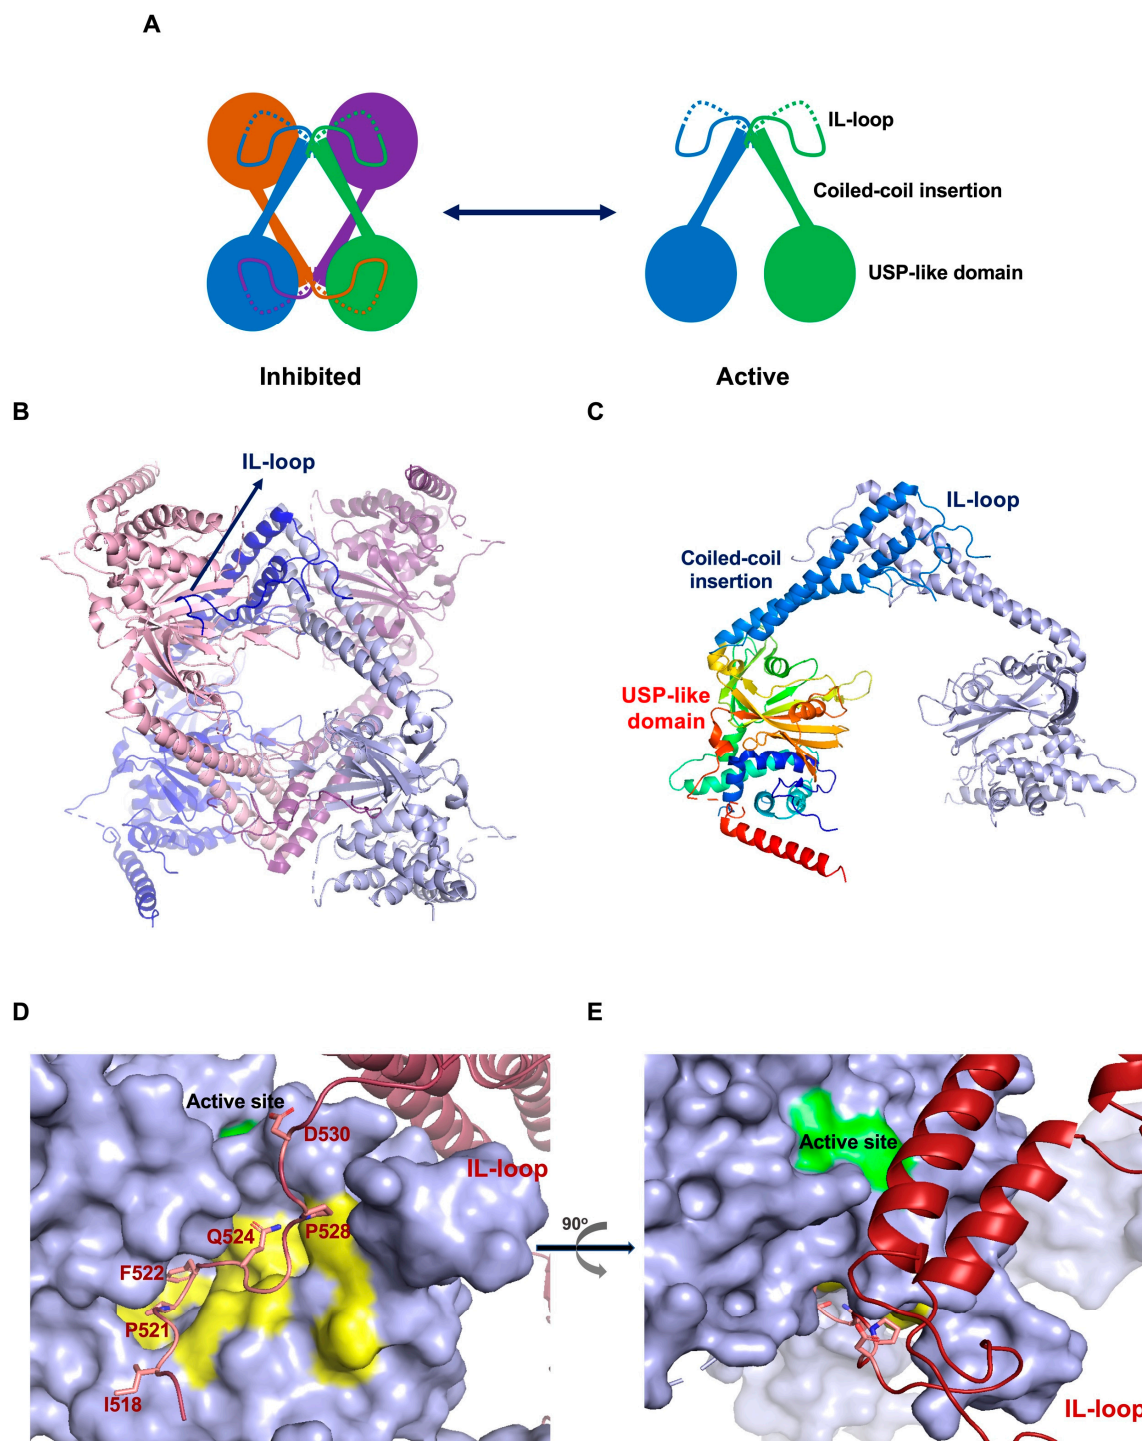 A
IL-loop
Coiled-coil insertion
USP-like domain
Inhibited
Active
B
C
IL-loop
IL-loop
Coiled-coil
insertion
USP-like
domain
D
E
Active site
D530
IL-loop
Q524
P528
F522
P521
I518
90º
Active site
IL-loop